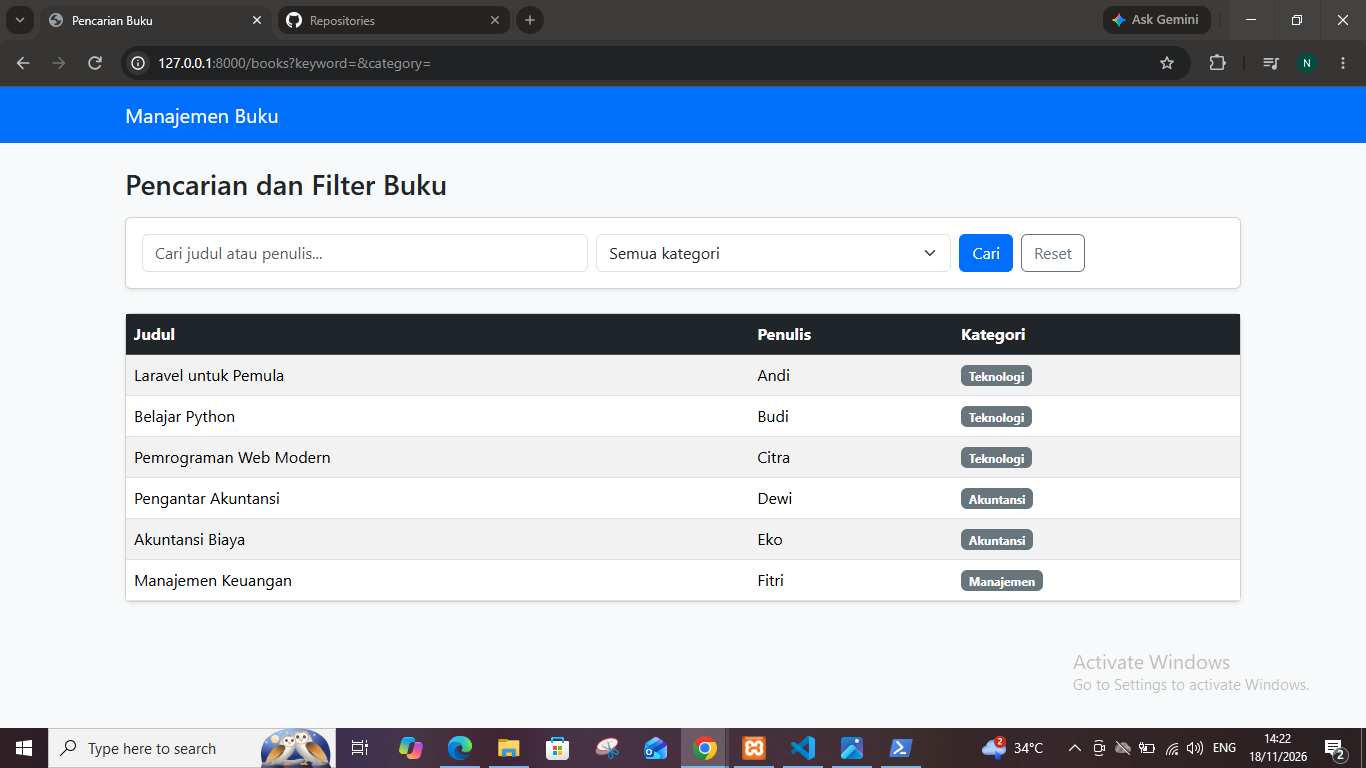 Pencarian Buku
Repositories
Ask Gemini
127.0.0.1:8000/books?keyword=&category=
N
Manajemen Buku
Pencarian dan Filter Buku
Cari judul atau penulis...
Semua kategori
Cari
Reset
Judul Penulis Kategori
Laravel untuk Pemula Andi Teknologi
Belajar Python Budi Teknologi
Pemrograman Web Modern Citra Teknologi
Pengantar Akuntansi Dewi Akuntansi
Akuntansi Biaya Eko Akuntansi
Manajemen Keuangan Fitri Manajemen
Activate Windows
Go to Settings to activate Windows.
Type here to search
2
34°C
ENG
14:22
18/11/2026
2